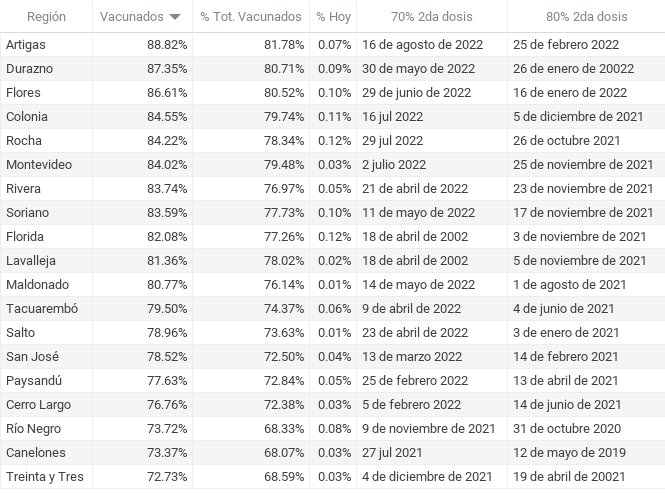 Región Vacunados % Tot. Vacunados % Hoy 70% 2da dosis 80% 2da dosis
Artigas 88.82% 81.78% 0.07% 16 de agosto de 2022 25 de febrero 2022
Durazno 87.35% 80.71% 0.09% 30 de mayo de 2022 26 de enero de 20022
Flores 86.61% 80.52% 0.10% 29 de junio de 2022 16 de enero de 2022
Colonia 84.55% 79.74% 0.11% 16 jul 2022 5 de diciembre de 2021
Rocha 84.22% 78.34% 0.12% 29 jul 2022 26 de octubre 2021
Montevideo 84.02% 79.48% 0.03% 2 julio 2022 25 de noviembre de 2021
Rivera 83.74% 76.97% 0.05% 21 de abril de 2022 23 de noviembre de 2021
Soriano 83.59% 77.73% 0.10% 11 de mayo de 2022 17 de noviembre de 2021
Florida 82.08% 77.26% 0.12% 18 de abril de 2002 3 de noviembre de 2021
Lavalleja 81.36% 78.02% 0.02% 18 de abril de 2002 5 de noviembre de 2021
Maldonado 80.77% 76.14% 0.01% 14 de mayo de 2022 1 de agosto de 2021
Tacuarembó 79.50% 74.37% 0.06% 9 de abril de 2022 4 de junio de 2021
Salto 78.96% 73.63% 0.01% 23 de abril de 2022 3 de enero de 2021
San José 78.52% 72.50% 0.04% 13 de marzo 2022 14 de febrero 2021
Paysandú 77.63% 72.84% 0.05% 25 de febrero 2022 13 de abril de 2021
Cerro Largo 76.76% 72.38% 0.03% 5 de febrero 2022 14 de junio de 2021
Río Negro 73.72% 68.33% 0.08% 9 de noviembre de 2021 31 de octubre 2020
Canelones 73.37% 68.07% 0.03% 27 jul 2021 12 de mayo de 2019
Treinta y Tres 72.73% 68.59% 0.03% 4 de diciembre de 2021 19 de abril de 20021